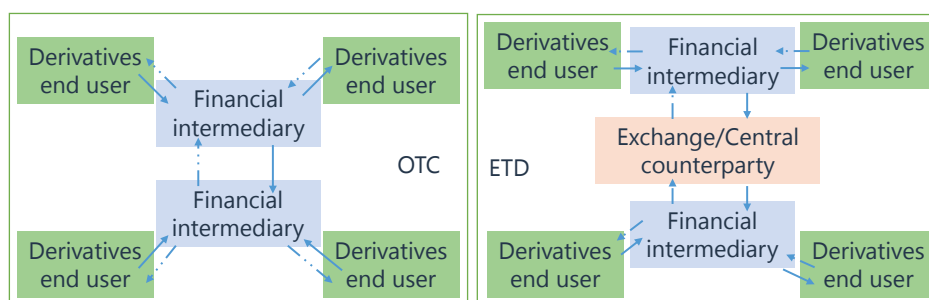 Derivatives
end user
Derivatives
end user
Financial
intermediary
OTC
Financial
intermediary
Derivatives
end user
Derivatives
end user
Derivatives
end user
Financial
intermediary
Derivatives
end user
Exchange/Central
counterparty
ETD
Financial
intermediary
Derivatives
end user
Derivatives
end user